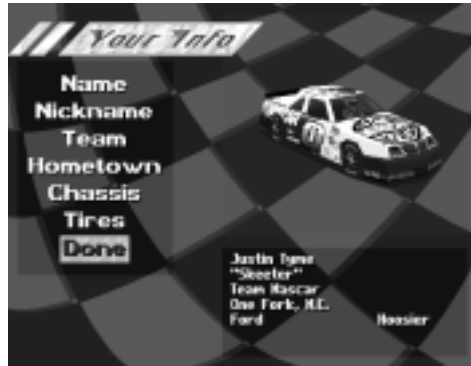 Your Info
Name
Nickname
Team
Hometown
Chassis
Tires
Done
Justin Tyme
"Skeeter"
Team Nascar
One Fork, N.C.
Ford Hoosier